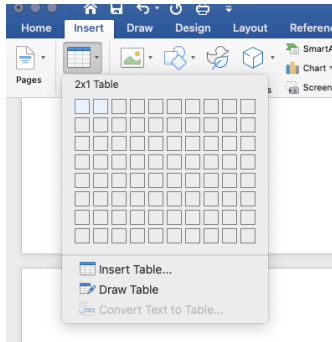 Home Insert Draw Design Layout Referen
SmartA
Chart
Screen
Pages
2x1 Table
Insert Table...
Draw Table
Convert Text to Table...